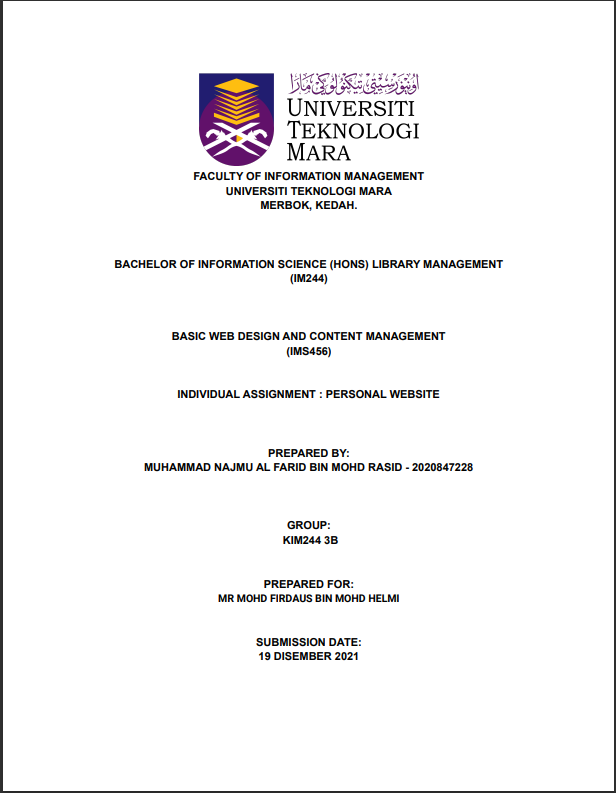 اونيۏرسيتي تيكنولوڬي مارا
UNIVERSITI
TEKNOLOGI
MARA
FACULTY OF INFORMATION MANAGEMENT
UNIVERSITI TEKNOLOGI MARA
MERBOK, KEDAH.
BACHELOR OF INFORMATION SCIENCE (HONS) LIBRARY MANAGEMENT
(IM244)
BASIC WEB DESIGN AND CONTENT MANAGEMENT
(IMS456)
INDIVIDUAL ASSIGNMENT : PERSONAL WEBSITE
PREPARED BY:
MUHAMMAD NAJMU AL FARID BIN MOHD RASID - 2020847228
GROUP:
KIM244 3B
PREPARED FOR:
MR MOHD FIRDAUS BIN MOHD HELMI
SUBMISSION DATE:
19 DISEMBER 2021